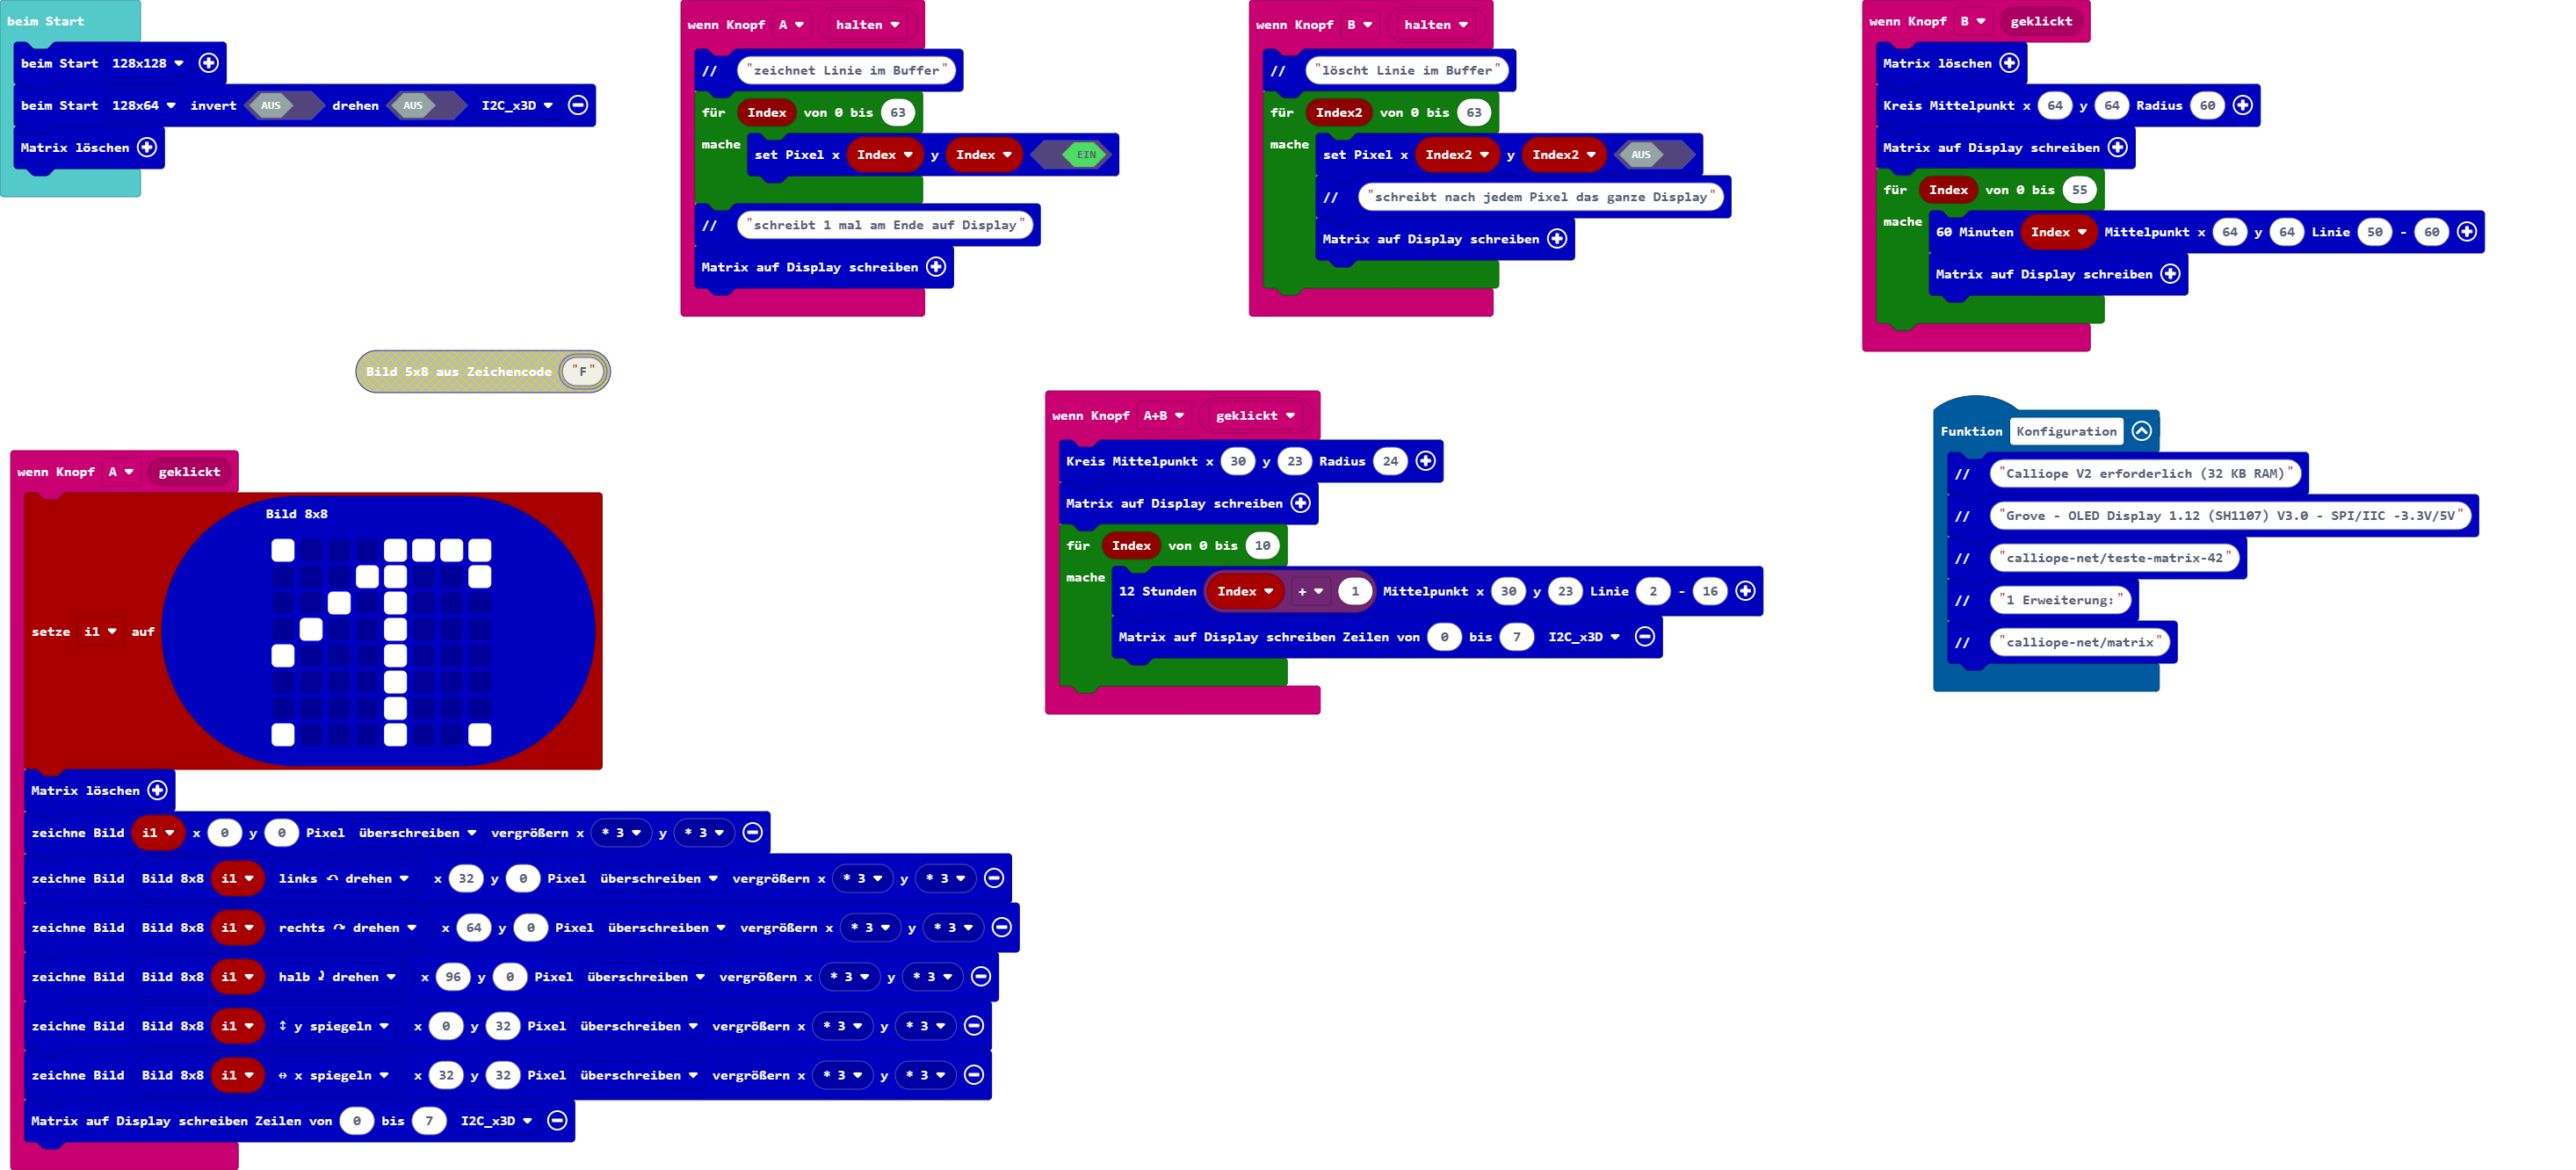 beim Start
beim Start 128x128
beim Start 128x64 invert AUS drehen AUS I2C_x3D
Matrix löschen
wenn Knopf A halten
// "zeichnet Linie im Buffer"
für Index von 0 bis 63
mache set Pixel x Index y Index EIN
// "schreibt 1 mal am Ende auf Display"
Matrix auf Display schreiben
wenn Knopf B halten
// "löscht Linie im Buffer"
für Index2 von 0 bis 63
mache set Pixel x Index2 y Index2 AUS
// "schreibt nach jedem Pixel das ganze Display"
Matrix auf Display schreiben
wenn Knopf B geklickt
Matrix löschen
Kreis Mittelpunkt x 64 y 64 Radius 60
Matrix auf Display schreiben
für Index von 0 bis 55
mache 60 Minuten Index Mittelpunkt x 64 y 64 Linie 50 - 60
Matrix auf Display schreiben
Bild 5x8 aus Zeichencode "F"
wenn Knopf A+B geklickt
Kreis Mittelpunkt x 30 y 23 Radius 24
Matrix auf Display schreiben
für Index von 0 bis 10
mache 12 Stunden Index + 1 Mittelpunkt x 30 y 23 Linie 2 - 16
Matrix auf Display schreiben Zeilen von 0 bis 7 I2C_x3D
Funktion Konfiguration
// "Calliope V2 erforderlich (32 KB RAM)"
// "Grove - OLED Display 1.12 (SH1107) V3.0 - SPI/IIC -3.3V/5V"
// "calliope-net/teste-matrix-42"
// "1 Erweiterung:"
// "calliope-net/matrix"
wenn Knopf A geklickt
Bild 8x8
setze i1 auf
Matrix löschen
zeichne Bild i1 x 0 y 0 Pixel überschreiben vergrößern x * 3 y * 3
zeichne Bild Bild 8x8 i1 links ↶ drehen x 32 y 0 Pixel überschreiben vergrößern x * 3 y * 3
zeichne Bild Bild 8x8 i1 rechts ↷ drehen x 64 y 0 Pixel überschreiben vergrößern x * 3 y * 3
zeichne Bild Bild 8x8 i1 halb ⤸ drehen x 96 y 0 Pixel überschreiben vergrößern x * 3 y * 3
zeichne Bild Bild 8x8 i1 ↕ y spiegeln x 0 y 32 Pixel überschreiben vergrößern x * 3 y * 3
zeichne Bild Bild 8x8 i1 ↔ x spiegeln x 32 y 32 Pixel überschreiben vergrößern x * 3 y * 3
Matrix auf Display schreiben Zeilen von 0 bis 7 I2C_x3D